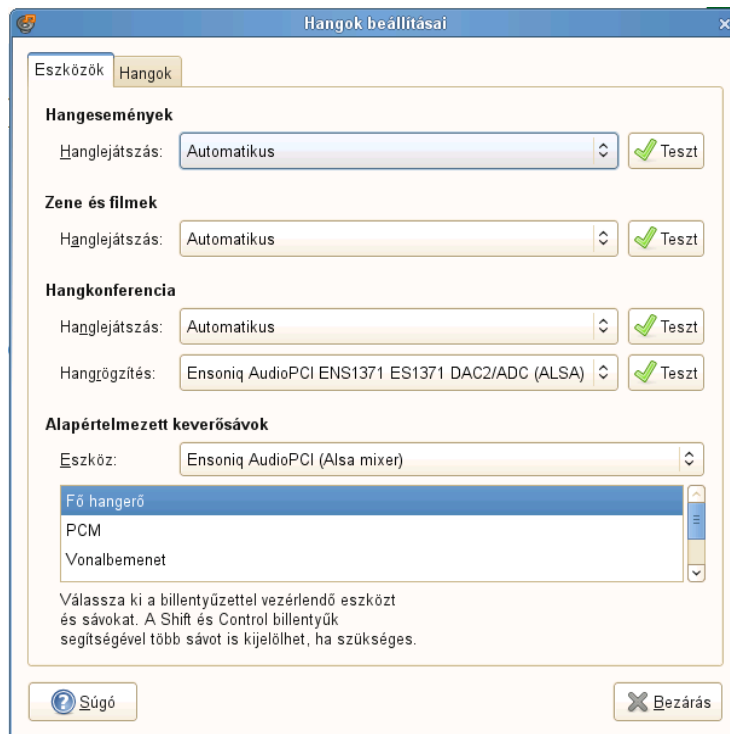 Hangok beállításai
Eszközök
Hangok
Hangesemények
Hanglejátszás: Automatikus Teszt
Zene és filmek
Hanglejátszás: Automatikus Teszt
Hangkonferencia
Hanglejátszás: Automatikus Teszt
Hangrögzítés: Ensoniq AudioPCI ENS1371 ES1371 DAC2/ADC (ALSA) Teszt
Alapértelmezett keverősávok
Eszköz: Ensoniq AudioPCI (Alsa mixer)
Fő hangerő
PCM
Vonalbemenet
Válassza ki a billentyűzettel vezérlendő eszközt
és sávokat. A Shift és Control billentyűk
segítségével több sávot is kijelölhet, ha szükséges.
Súgó
Bezárás